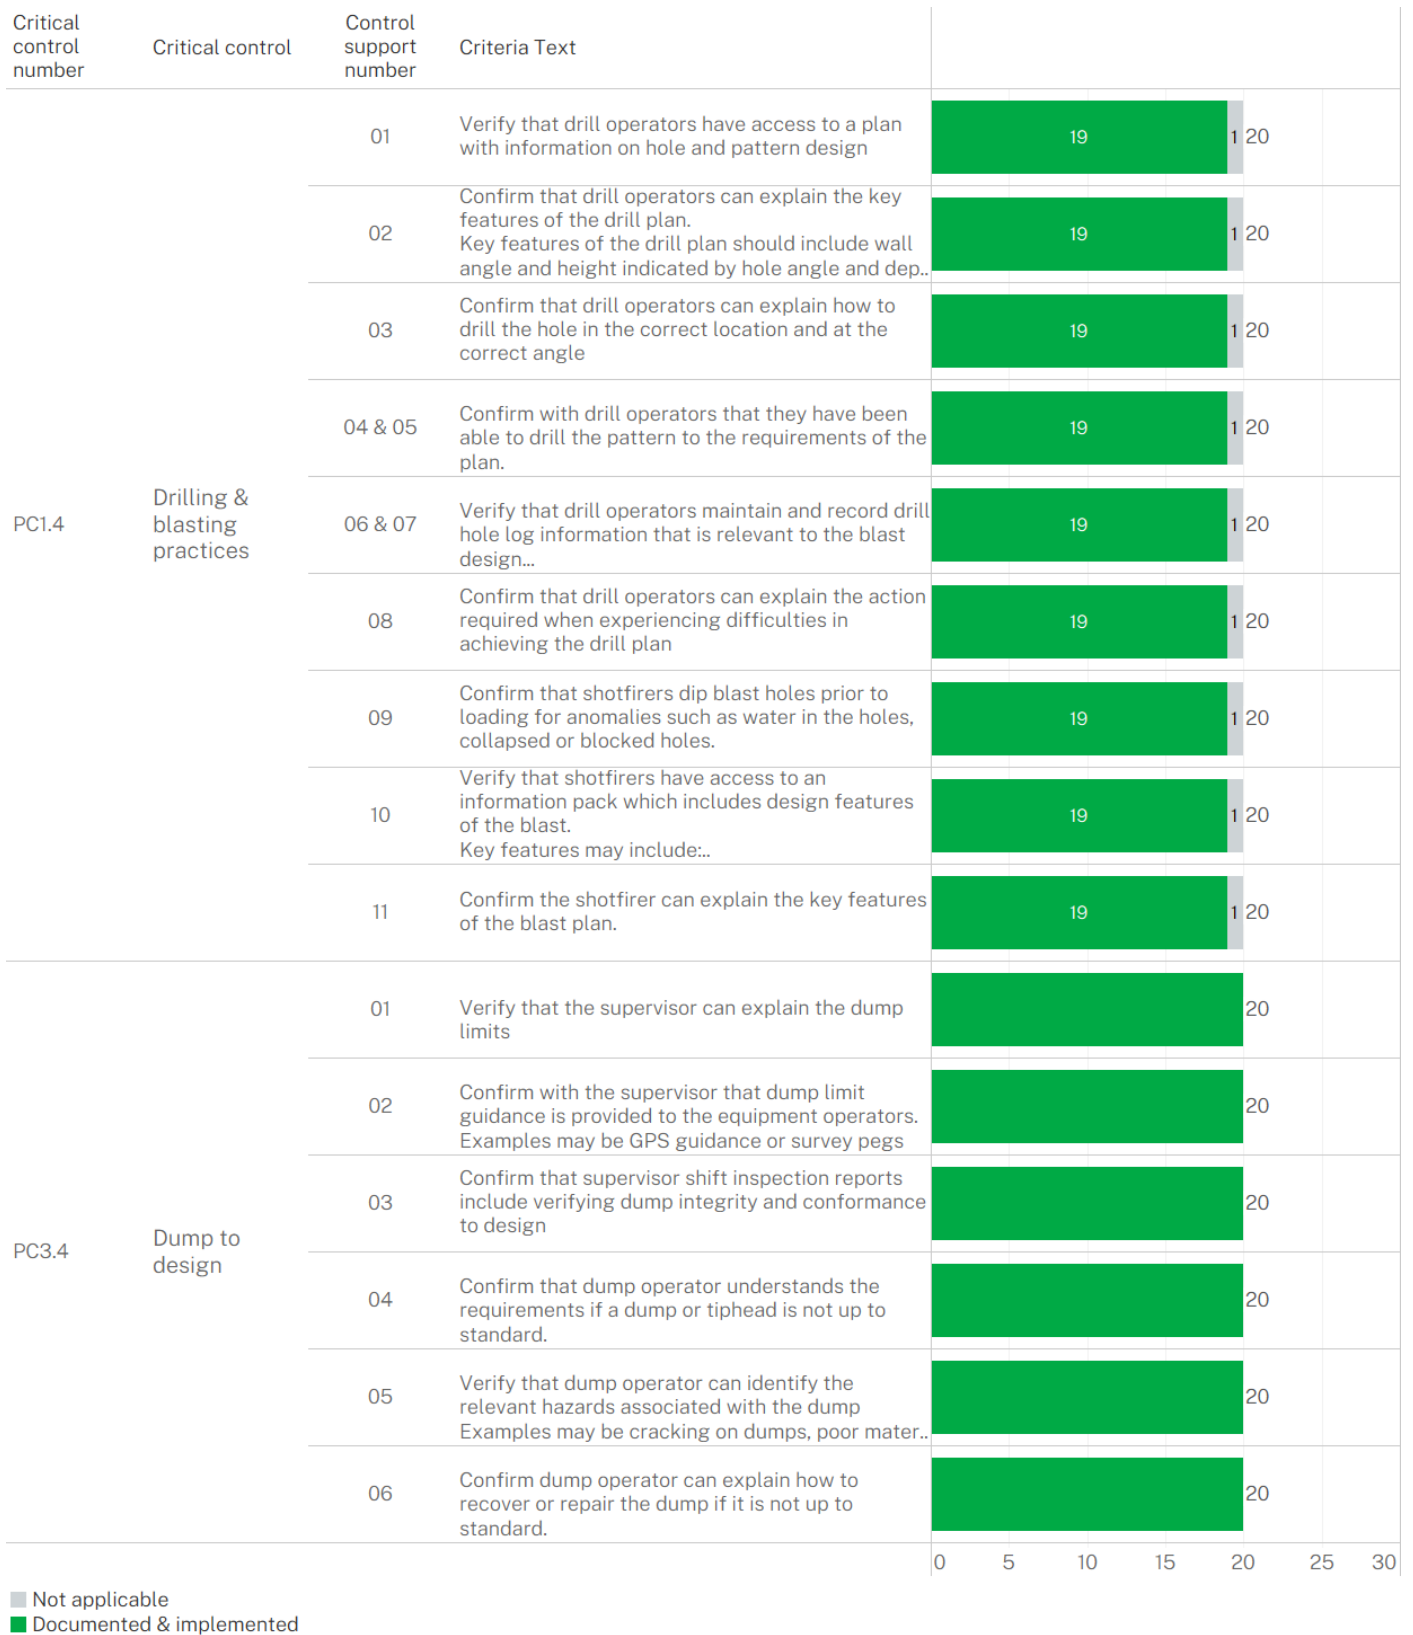 Critical
control
number
Critical control
Control
support
number
Criteria Text
PC1.4
Drilling &
blasting
practices
01
Verify that drill operators have access to a plan
with information on hole and pattern design
19
1
20
02
Confirm that drill operators can explain the key
features of the drill plan.
Key features of the drill plan should include wall
angle and height indicated by hole angle and dep..
19
1
20
03
Confirm that drill operators can explain how to
drill the hole in the correct location and at the
correct angle
19
1
20
04 & 05
Confirm with drill operators that they have been
able to drill the pattern to the requirements of the
plan.
19
1
20
06 & 07
Verify that drill operators maintain and record drill
hole log information that is relevant to the blast
design...
19
1
20
08
Confirm that drill operators can explain the action
required when experiencing difficulties in
achieving the drill plan
19
1
20
09
Confirm that shotfirers dip blast holes prior to
loading for anomalies such as water in the holes,
collapsed or blocked holes.
19
1
20
10
Verify that shotfirers have access to an
information pack which includes design features
of the blast.
Key features may include:..
19
1
20
11
Confirm the shotfirer can explain the key features
of the blast plan.
19
1
20
PC3.4
Dump to
design
01
Verify that the supervisor can explain the dump
limits
20
02
Confirm with the supervisor that dump limit
guidance is provided to the equipment operators.
Examples may be GPS guidance or survey pegs
20
03
Confirm that supervisor shift inspection reports
include verifying dump integrity and conformance
to design
20
04
Confirm that dump operator understands the
requirements if a dump or tiphead is not up to
standard.
20
05
Verify that dump operator can identify the
relevant hazards associated with the dump
Examples may be cracking on dumps, poor mater..
20
06
Confirm dump operator can explain how to
recover or repair the dump if it is not up to
standard.
20
0 5 10 15 20 25 30
Not applicable
Documented & implemented